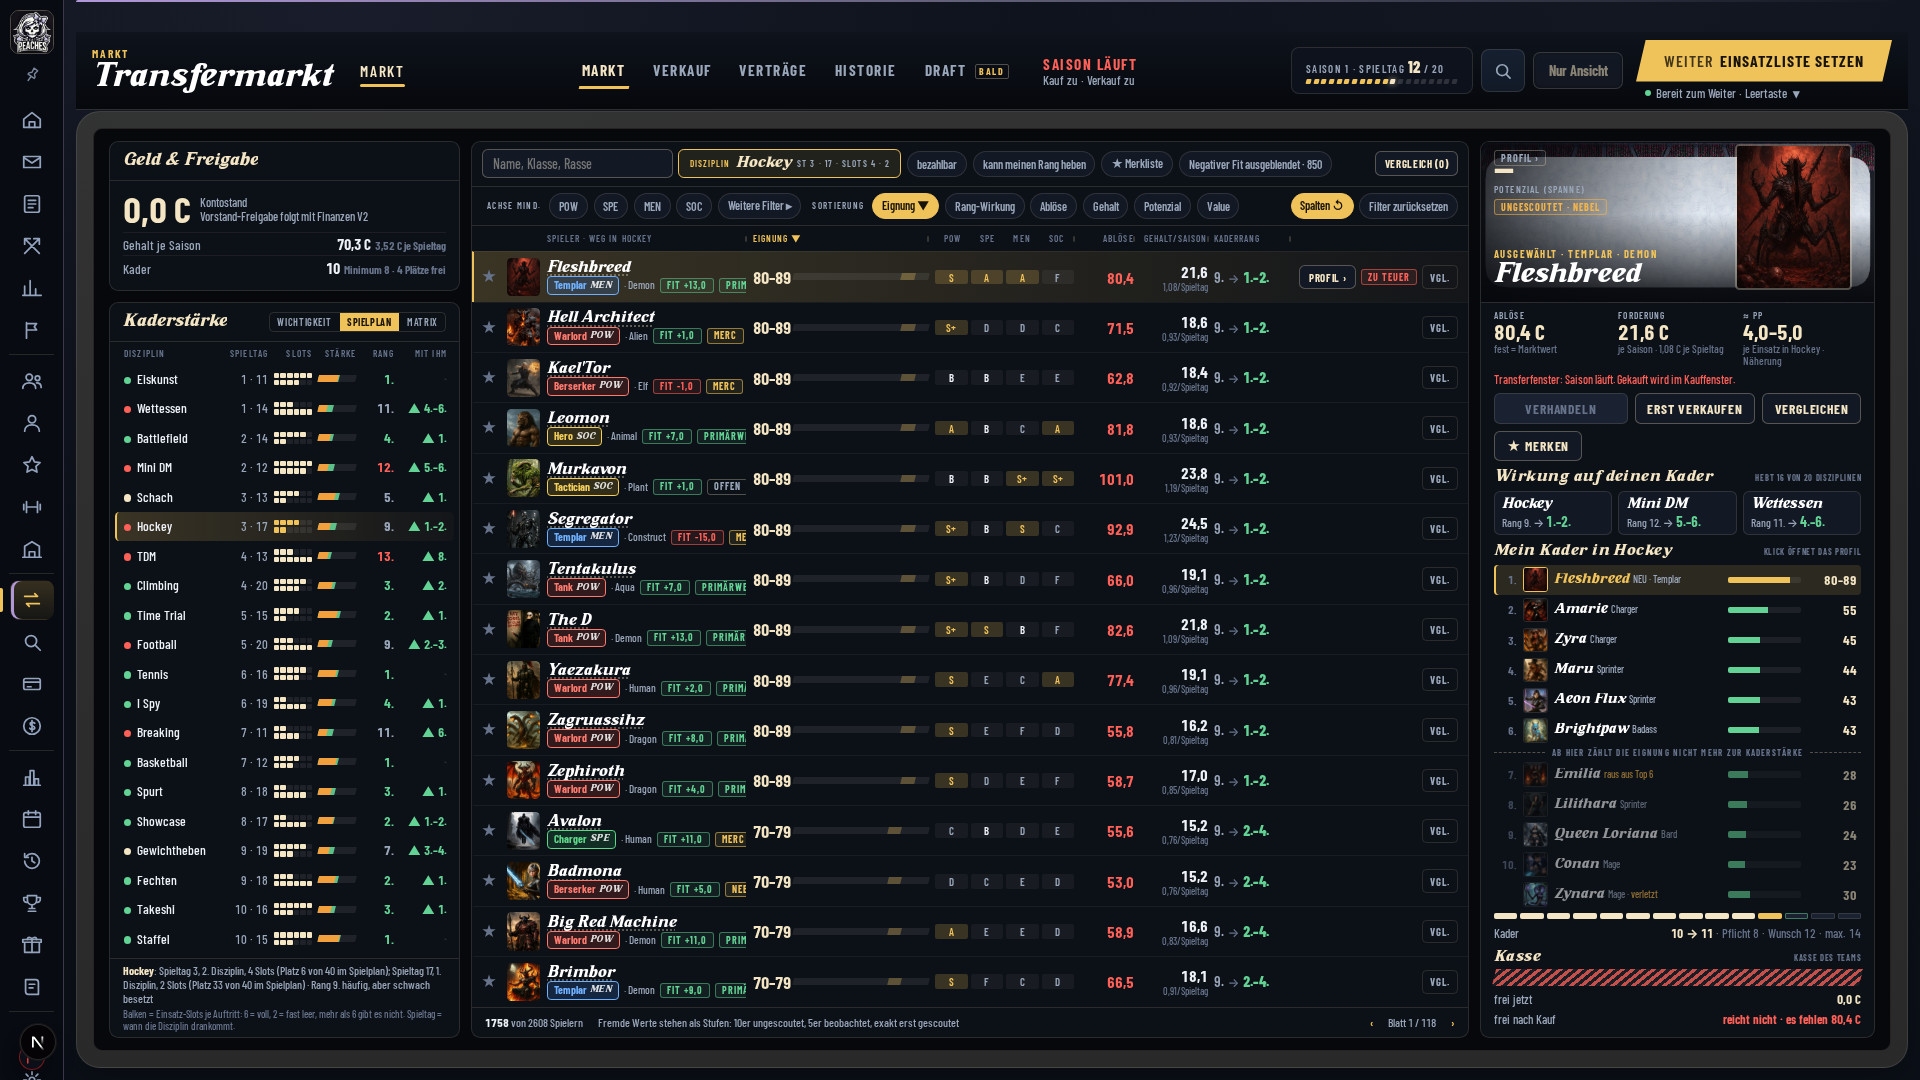 MARKT
Transfermarkt
MARKT
MARKT VERKAUF VERTRÄGE HISTORIE DRAFT BALD
SAISON LÄUFT
Kauf zu · Verkauf zu
SAISON 1 · SPIELTAG 12 / 20
Nur Ansicht
WEITER EINSATZLISTE SETZEN
Bereit zum Weiter · Leertaste ▼
Geld & Freigabe
0,0 C
Kontostand
Vorstand-Freigabe folgt mit Finanzen V2
Gehalt je Saison 70,3 C 3,52 C je Spieltag
Kader 10 Minimum 8 · 4 Plätze frei
Kaderstärke
WICHTIGKEIT SPIELPLAN MATRIX
DISZIPLIN SPIELTAG SLOTS STÄRKE RANG MIT IHM
Eiskunst 1 · 11 1. ·
Wettessen 1 · 14 11. ▲ 4.-6.
Battlefield 2 · 14 4. ▲ 1.
Mini DM 2 · 12 12. ▲ 5.-6.
Schach 3 · 13 5. ▲ 1.
Hockey 3 · 17 9. ▲ 1.-2.
TDM 4 · 13 13. ▲ 8.
Climbing 4 · 20 3. ▲ 2.
Time Trial 5 · 15 2. ▲ 1.
Football 5 · 20 9. ▲ 2.-3.
Tennis 6 · 16 1. ·
I Spy 6 · 19 4. ▲ 1.
Breaking 7 · 11 11. ▲ 6.
Basketball 7 · 12 1. ·
Spurt 8 · 18 3. ▲ 1.
Showcase 8 · 17 2. ▲ 1.-2.
Gewichtheben 9 · 19 7. ▲ 3.-4.
Fechten 9 · 18 2. ▲ 1.
Takeshi 10 · 16 3. ▲ 1.
Staffel 10 · 15 1. ·
Hockey: Spieltag 3, 2. Disziplin, 4 Slots (Platz 6 von 40 im Spielplan); Spieltag 17, 1.
Disziplin, 2 Slots (Platz 33 von 40 im Spielplan) · Rang 9. häufig, aber schwach
besetzt
Balken = Einsatz-Slots je Auftritt: 6 = voll, 2 = fast leer, mehr als 6 gibt es nicht. Spieltag =
wann die Disziplin drankommt.
Name, Klasse, Rasse
DISZIPLIN Hockey ST 3 · 17 · SLOTS 4 · 2
bezahlbar
kann meinen Rang heben
★ Merkliste
Negativer Fit ausgeblendet · 850
VERGLEICH (0)
ACHSE MIND. POW SPE MEN SOC Weitere Filter ▸ SORTIERUNG Eignung ▼ Rang-Wirkung Ablöse Gehalt Potenzial Value Spalten ↺ Filter zurücksetzen
SPIELER · WEG IN HOCKEY EIGNUNG ▼ POW SPE MEN SOC ABLÖSE GEHALT/SAISON KADERRANG
Fleshbreed
Templar MEN · Demon FIT +13,0 PRIM 80-89 S A A F 80,4 21,6 1,08/Spieltag 9. → 1.-2. PROFIL › ZU TEUER VGL.
Hell Architect
Warlord POW · Alien FIT +1,0 MERC 80-89 S+ D D C 71,5 18,6 0,93/Spieltag 9. → 1.-2. VGL.
Kael'Tor
Berserker POW · Elf FIT -1,0 MERC 80-89 B B E E 62,8 18,4 0,92/Spieltag 9. → 1.-2. VGL.
Leomon
Hero SOC · Animal FIT +7,0 PRIMÄRW 80-89 A B C A 81,8 18,6 0,93/Spieltag 9. → 1.-2. VGL.
Murkavon
Tactician SOC · Plant FIT +1,0 OFFEN 80-89 B B S+ S+ 101,0 23,8 1,19/Spieltag 9. → 1.-2. VGL.
Segregator
Templar MEN · Construct FIT -15,0 ME 80-89 S+ B S C 92,9 24,5 1,23/Spieltag 9. → 1.-2. VGL.
Tentakulus
Tank POW · Aqua FIT +7,0 PRIMÄRWE 80-89 S+ B D F 66,0 19,1 0,96/Spieltag 9. → 1.-2. VGL.
The D
Tank POW · Demon FIT +13,0 PRIMÄR 80-89 S+ S B F 82,6 21,8 1,09/Spieltag 9. → 1.-2. VGL.
Yaezakura
Warlord POW · Human FIT +2,0 PRIMÄ 80-89 S E C A 77,4 19,1 0,96/Spieltag 9. → 1.-2. VGL.
Zagruassihz
Warlord POW · Dragon FIT +8,0 PRIM 80-89 S E F D 55,8 16,2 0,81/Spieltag 9. → 1.-2. VGL.
Zephiroth
Warlord POW · Dragon FIT +4,0 PRIM 80-89 S D E F 58,7 17,0 0,85/Spieltag 9. → 1.-2. VGL.
Avalon
Charger SPE · Human FIT +11,0 MERC 70-79 C B D E 55,6 15,2 0,76/Spieltag 9. → 2.-4. VGL.
Badmona
Berserker POW · Human FIT +5,0 NEB 70-79 D C E D 53,0 15,2 0,76/Spieltag 9. → 2.-4. VGL.
Big Red Machine
Warlord POW · Demon FIT +11,0 PRIM 70-79 A E E D 58,9 16,6 0,83/Spieltag 9. → 2.-4. VGL.
Brimbor
Templar MEN · Demon FIT +9,0 PRIMÄ 70-79 S F C D 66,5 18,1 0,91/Spieltag 9. → 2.-4. VGL.
1758 von 2608 Spielern Fremde Werte stehen als Stufen: 10er ungescoutet, 5er beobachtet, exakt erst gescoutet ‹ Blatt 1 / 118 ›
PROFIL ›
POTENZIAL (SPANNE)
UNGESCOUTET · NEBEL
AUSGEWÄHLT · TEMPLAR · DEMON
Fleshbreed
ABLÖSE FORDERUNG ≈ PP
80,4 C 21,6 C 4,0-5,0
fest = Marktwert je Saison · 1,08 C je Spieltag je Einsatz in Hockey · Näherung
Transferfenster: Saison läuft. Gekauft wird im Kauffenster.
VERHANDELN ERST VERKAUFEN VERGLEICHEN
★ MERKEN
Wirkung auf deinen Kader HEBT 16 VON 20 DISZIPLINEN
Hockey Mini DM Wettessen
Rang 9. → 1.-2. Rang 12. → 5.-6. Rang 11. → 4.-6.
Mein Kader in Hockey KLICK ÖFFNET DAS PROFIL
1. Fleshbreed NEU · Templar 80-89
2. Amarie Charger 55
3. Zyra Charger 45
4. Maru Sprinter 44
5. Aeon Flux Sprinter 43
6. Brightpaw Badass 43
AB HIER ZÄHLT DIE EIGNUNG NICHT MEHR ZUR KADERSTÄRKE
7. Emilia raus aus Top 6 28
8. Lilithara Sprinter 26
9. Queen Loriana Bard 24
10. Conan Mage 23
Zynara Mage · verletzt 30
Kader 10 → 11 · Pflicht 8 · Wunsch 12 · max. 14
Kasse KASSE DES TEAMS
frei jetzt 0,0 C
frei nach Kauf reicht nicht · es fehlen 80,4 C